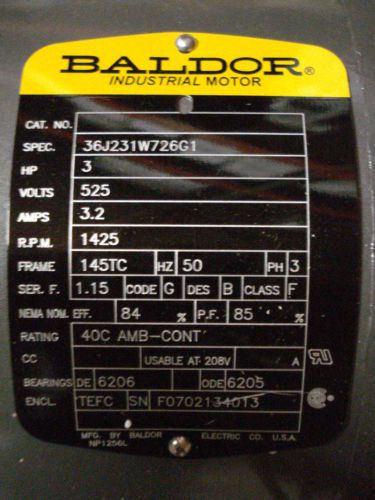 BALDOR®
INDUSTRIAL MOTOR
CAT. NO.
SPEC. 36J231W726G1
HP 3
VOLTS 525
AMPS 3.2
R.P.M. 1425
FRAME 145TC HZ 50 PH 3
SER. F. 1.15 CODE G DES B CLASS F
NEMA NOM. EFF. 84 % P.F. 85 %
RATING 40C AMB-CONT
CC USABLE AT 208V A
BEARINGS DE 6206 ODE 6205
ENCL. TEFC SN F0702134013
MFG. BY BALDOR ELECTRIC CO. U.S.A.
NP1256L